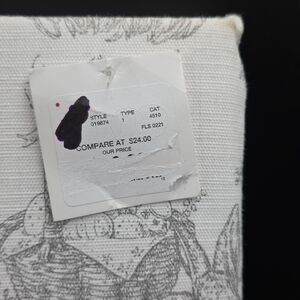 STYLE TYPE CAT
019874 1 4510
FLS 0221
COMPARE AT $24.00
OUR PRICE